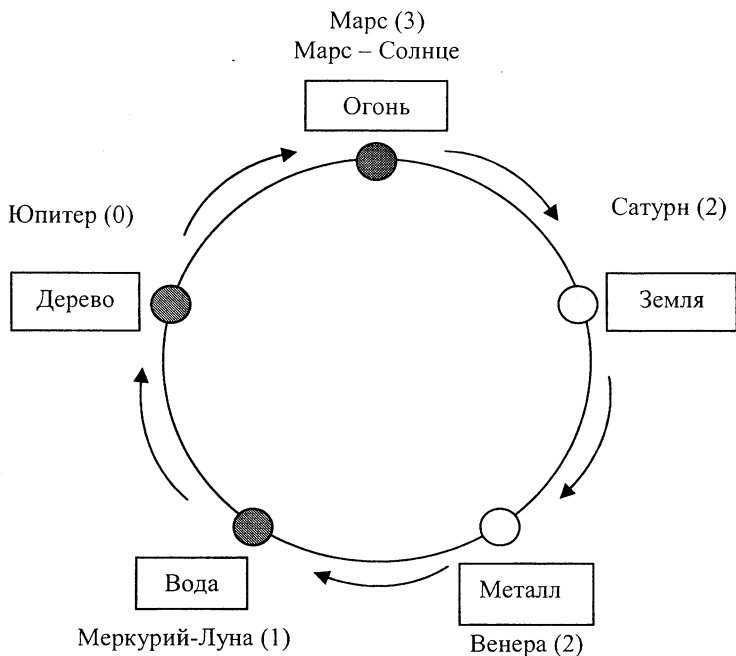 Марс (3)
Марс – Солнце
Огонь
Юпитер (0)
Сатурн (2)
Дерево
Земля
Вода
Металл
Меркурий-Луна (1)
Венера (2)